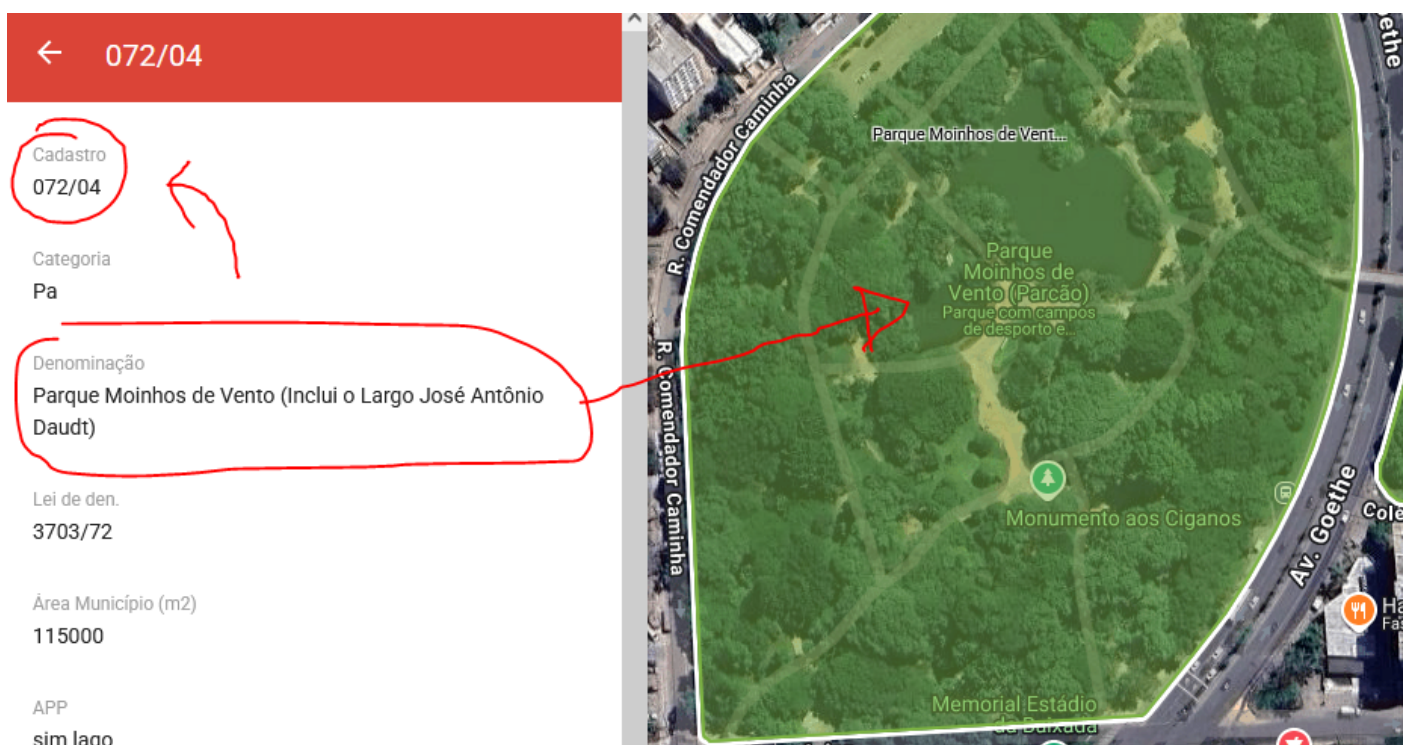 072/04
Cadastro
072/04
Categoria
Pa
Denominação
Parque Moinhos de Vento (Inclui o Largo José Antônio
Daudt)
Lei de den.
3703/72
Área Município (m2)
115000
APP
sim lago
R. Comendador Caminha
R. Comendador Caminha
Parque Moinhos de Vent...
Parque
Moinhos de
Vento (Parcão)
Parque com campos
de desporto e...
Monumento aos Ciganos
Memorial Estádio
da Baixada
oethe
Av. Goethe
Cole
Ha
Fas